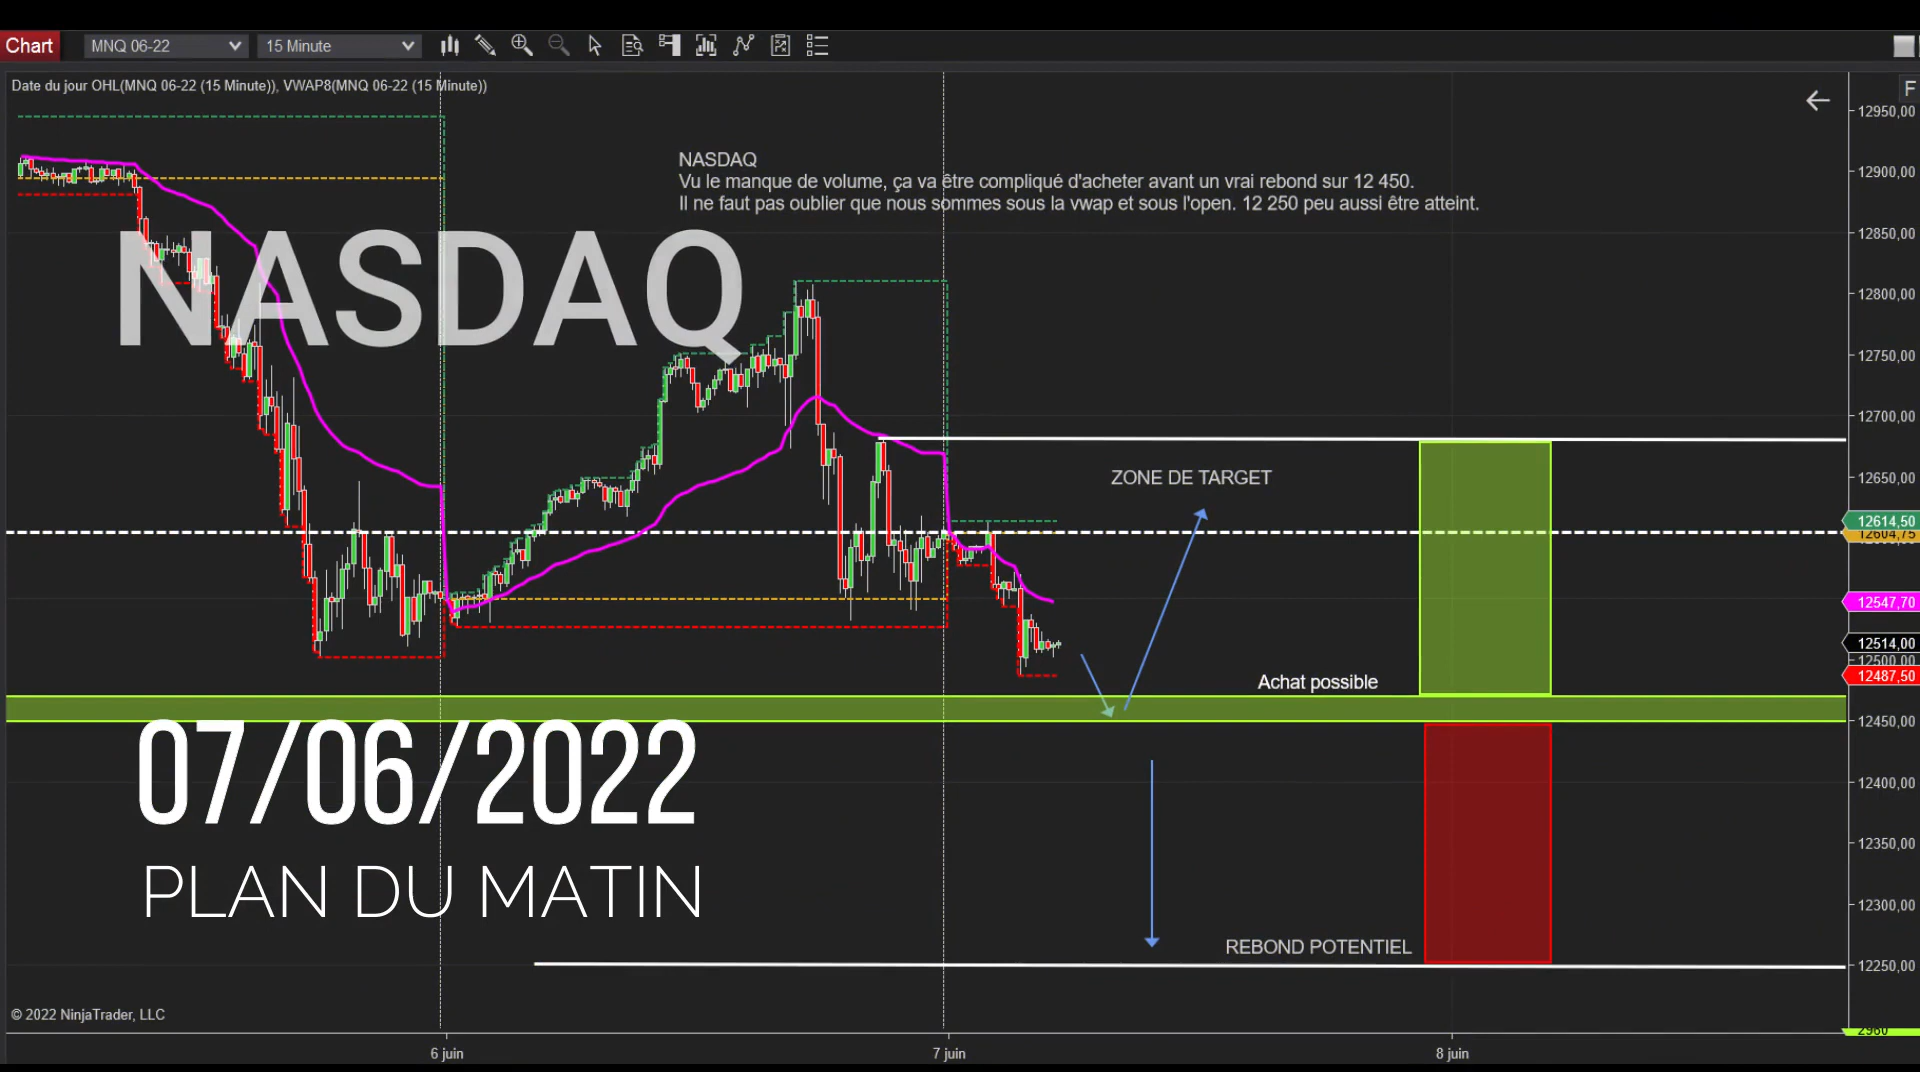 Chart
MNQ 06-22
15 Minute
Date du jour OHL(MNQ 06-22 (15 Minute)), VWAP8(MNQ 06-22 (15 Minute))
F
NASDAQ
Vu le manque de volume, ça va être compliqué d'acheter avant un vrai rebond sur 12 450.
Il ne faut pas oublier que nous sommes sous la vwap et sous l'open. 12 250 peu aussi être atteint.
NASDAQ
ZONE DE TARGET
Achat possible
07/06/2022
PLAN DU MATIN
REBOND POTENTIEL
12950,00
12900,00
12850,00
12800,00
12750,00
12700,00
12650,00
12614,50
12604,75
12547,70
12514,00
12500,00
12487,50
12450,00
12400,00
12350,00
12300,00
12250,00
© 2022 NinjaTrader, LLC
6 juin
7 juin
8 juin